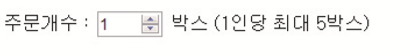 주문개수 : 1 박스 (1인당 최대 5박스)